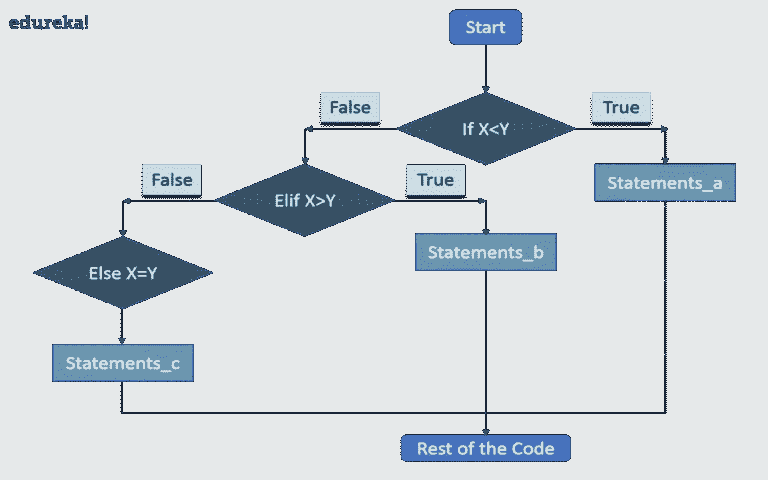 edureka!
Start
False
If X<Y
True
False
Elif X>Y
True
Statements_a
Else X=Y
Statements_b
Statements_c
Rest of the Code